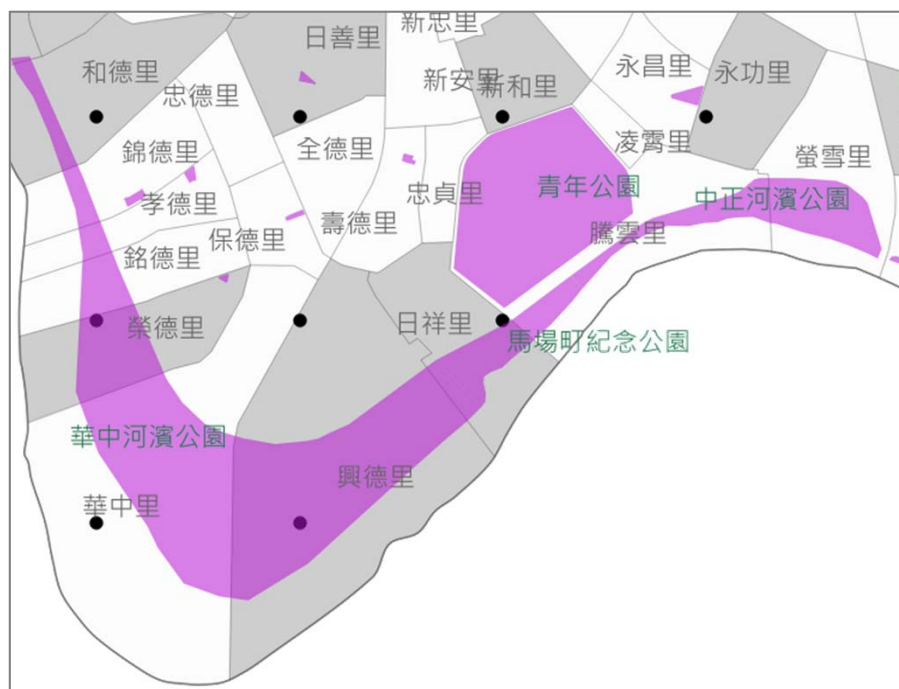 新忠里
日善里
和德里
新安里
新和里
永昌里
永功里
忠德里
錦德里
全德里
凌霄里
螢雪里
孝德里
忠貞里
青年公園
中正河濱公園
銘德里
保德里
壽德里
騰雲里
榮德里
日祥里
馬場町紀念公園
華中河濱公園
興德里
華中里